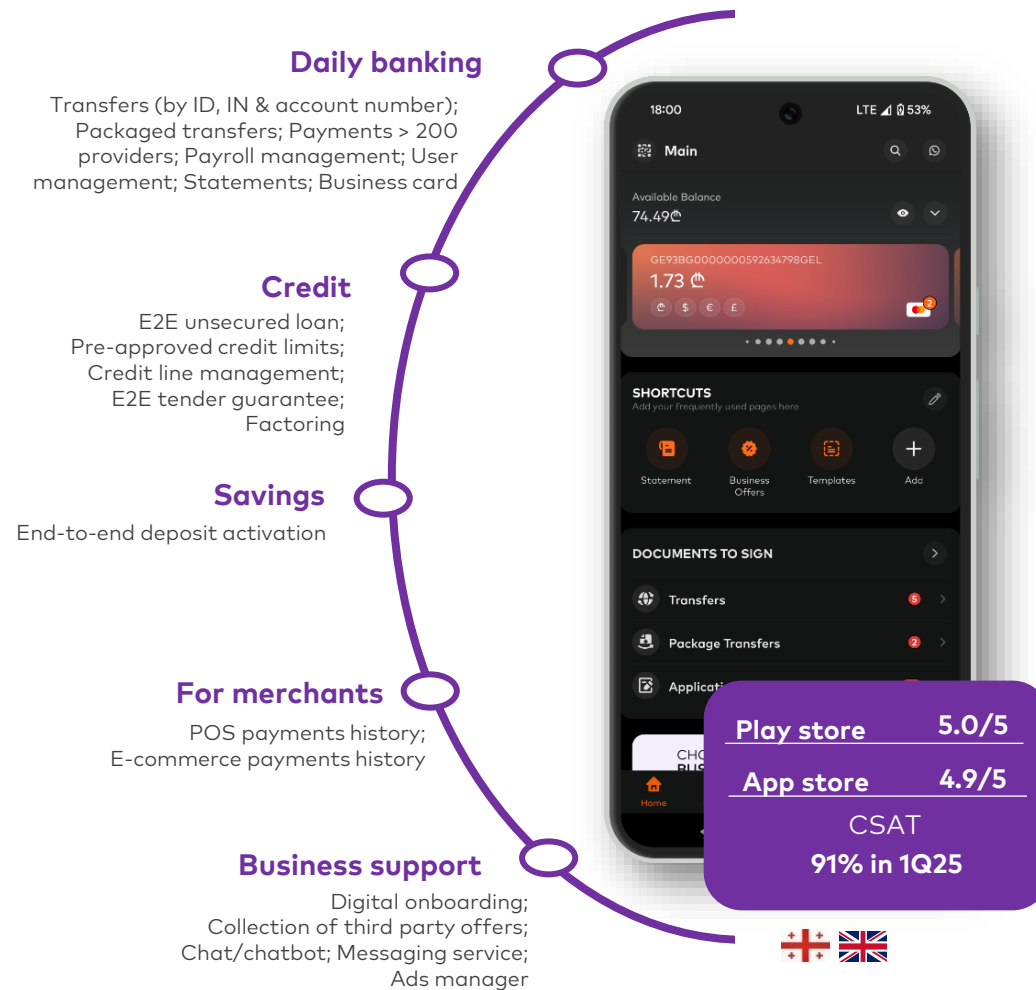 Daily banking
Transfers (by ID, IN & account number);
Packaged transfers; Payments > 200
providers; Payroll management; User
management; Statements; Business card
Credit
E2E unsecured loan;
Pre-approved credit limits;
Credit line management;
E2E tender guarantee;
Factoring
Savings
End-to-end deposit activation
For merchants
POS payments history;
E-commerce payments history
Business support
Digital onboarding;
Collection of third party offers;
Chat/chatbot; Messaging service;
Ads manager
18:00 LTE 53%
Main
Available Balance
74.49₾
GE93BG0000000592634798GEL
1.73 ₾
₾ $ € £
2
SHORTCUTS
Add your frequently used pages here
Statement
Business
Offers
Templates
Add
DOCUMENTS TO SIGN
Transfers 5
Package Transfers 2
Home
Play store 5.0/5
App store 4.9/5
CSAT
91% in 1Q25